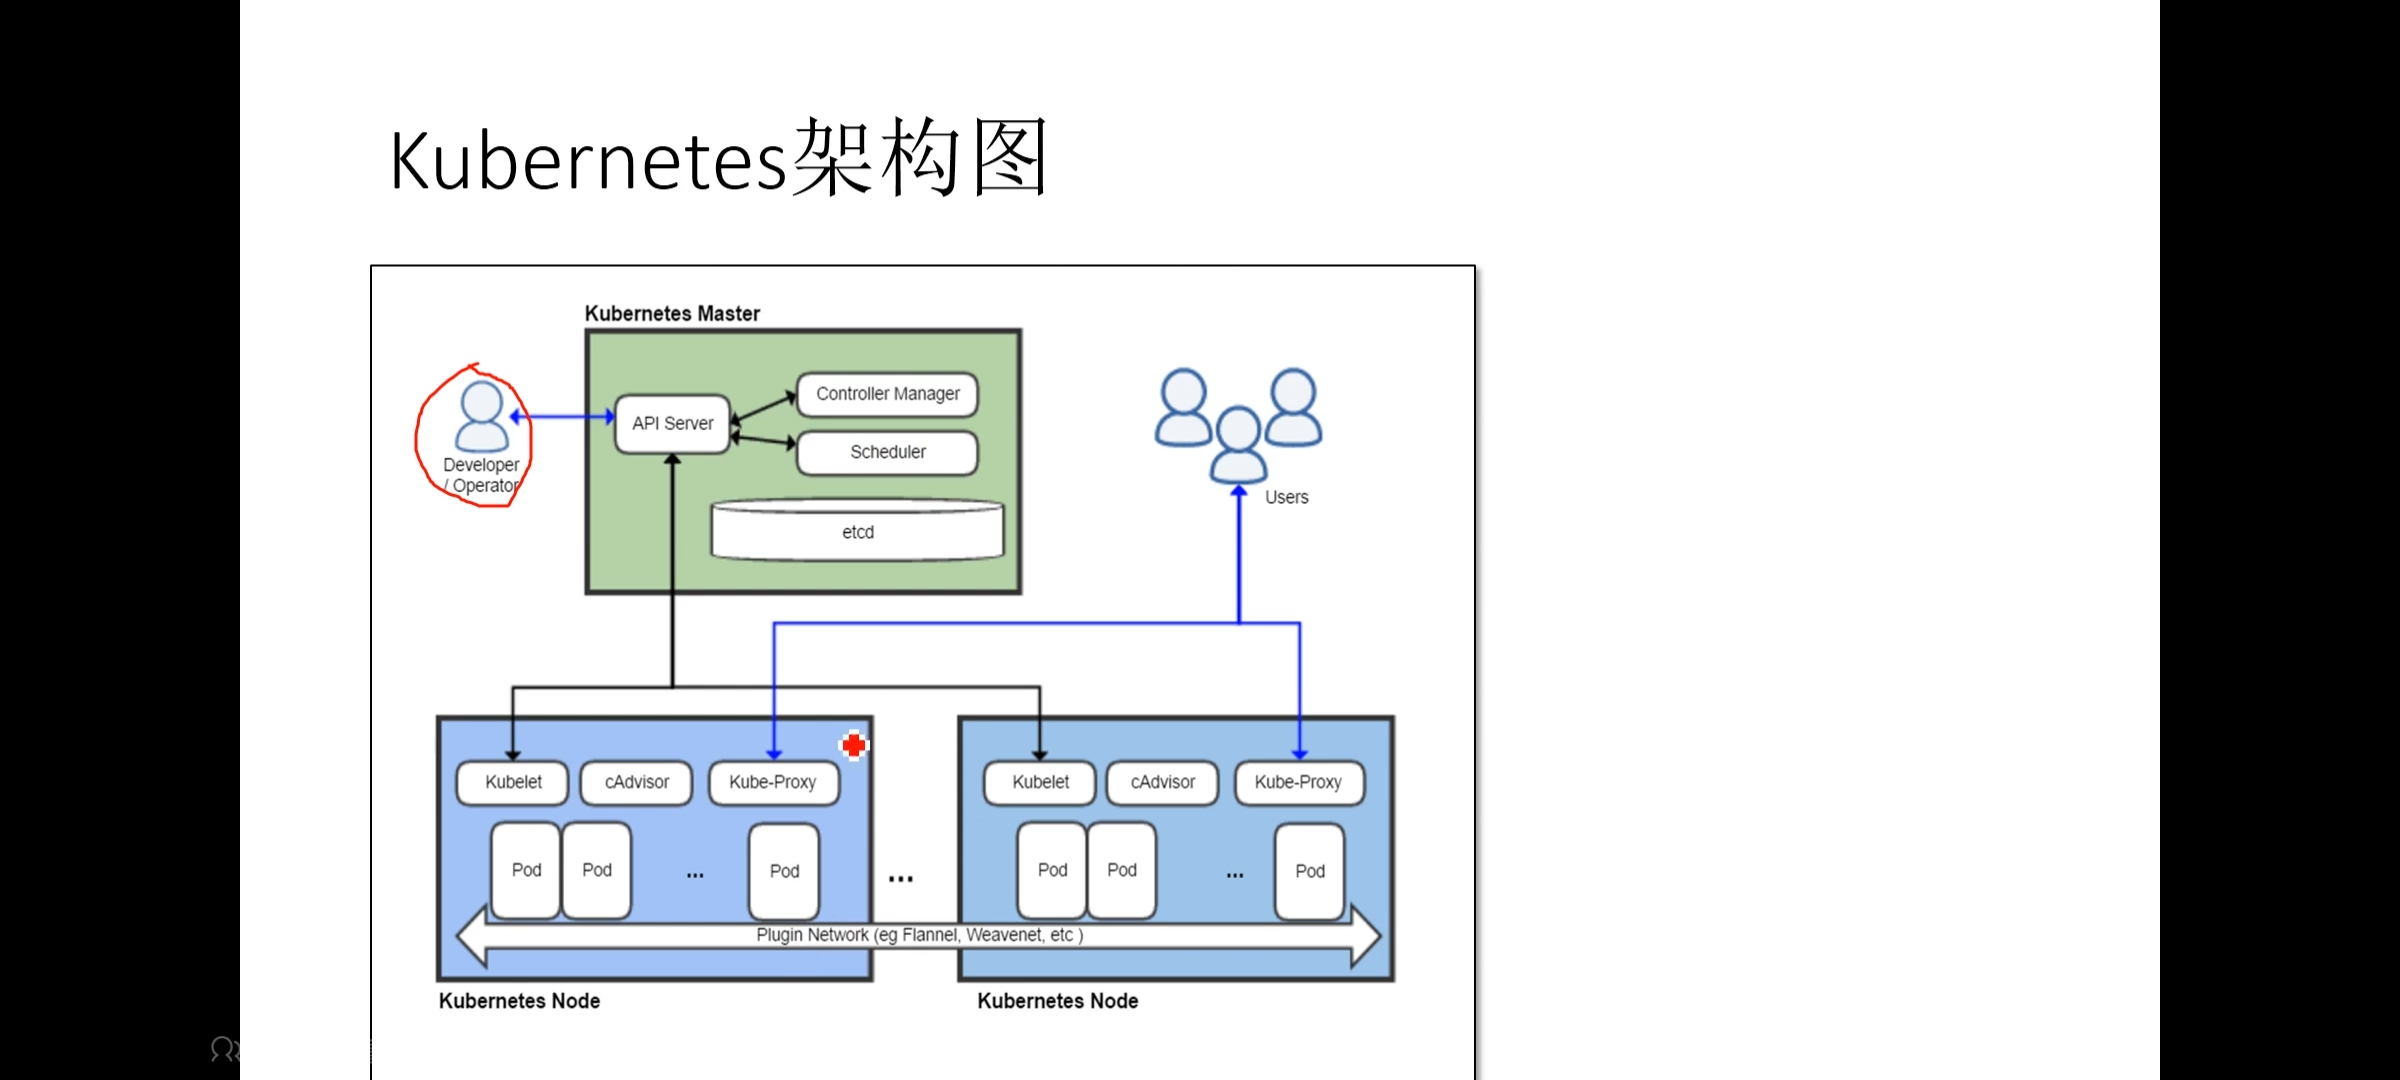 Kubernetes架构图
Kubernetes Master
Controller Manager
API Server
Scheduler
etcd
Developer
/ Operator
Users
Kubelet
cAdvisor
Kube-Proxy
Pod
Pod
...
Pod
...
Kubelet
cAdvisor
Kube-Proxy
Pod
Pod
...
Pod
Plugin Network (eg Flannel, Weavenet, etc )
Kubernetes Node
Kubernetes Node